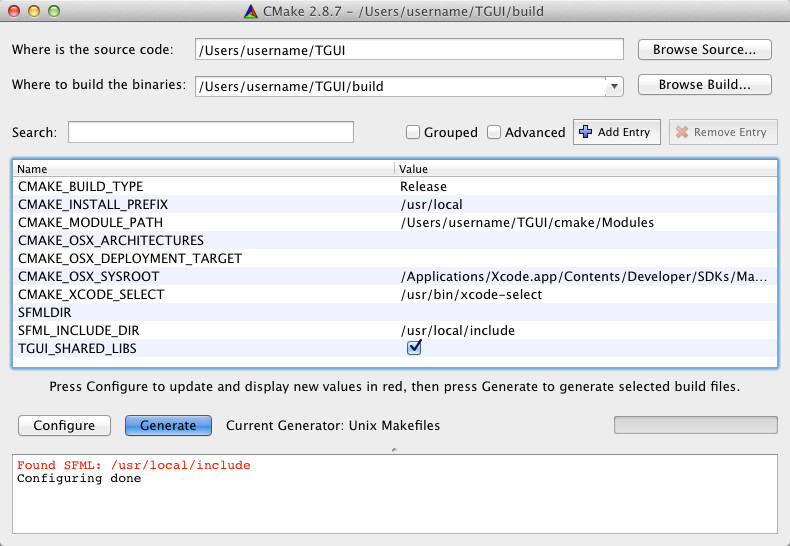 CMake 2.8.7 - /Users/username/TGUI/build
Where is the source code: /Users/username/TGUI Browse Source...
Where to build the binaries: /Users/username/TGUI/build Browse Build...
Search: Grouped Advanced Add Entry Remove Entry
Name Value
CMAKE_BUILD_TYPE Release
CMAKE_INSTALL_PREFIX /usr/local
CMAKE_MODULE_PATH /Users/username/TGUI/cmake/Modules
CMAKE_OSX_ARCHITECTURES
CMAKE_OSX_DEPLOYMENT_TARGET
CMAKE_OSX_SYSROOT /Applications/Xcode.app/Contents/Developer/SDKs/Ma...
CMAKE_XCODE_SELECT /usr/bin/xcode-select
SFMLDIR
SFML_INCLUDE_DIR /usr/local/include
TGUI_SHARED_LIBS
Press Configure to update and display new values in red, then press Generate to generate selected build files.
Configure Generate Current Generator: Unix Makefiles
Found SFML: /usr/local/include
Configuring done